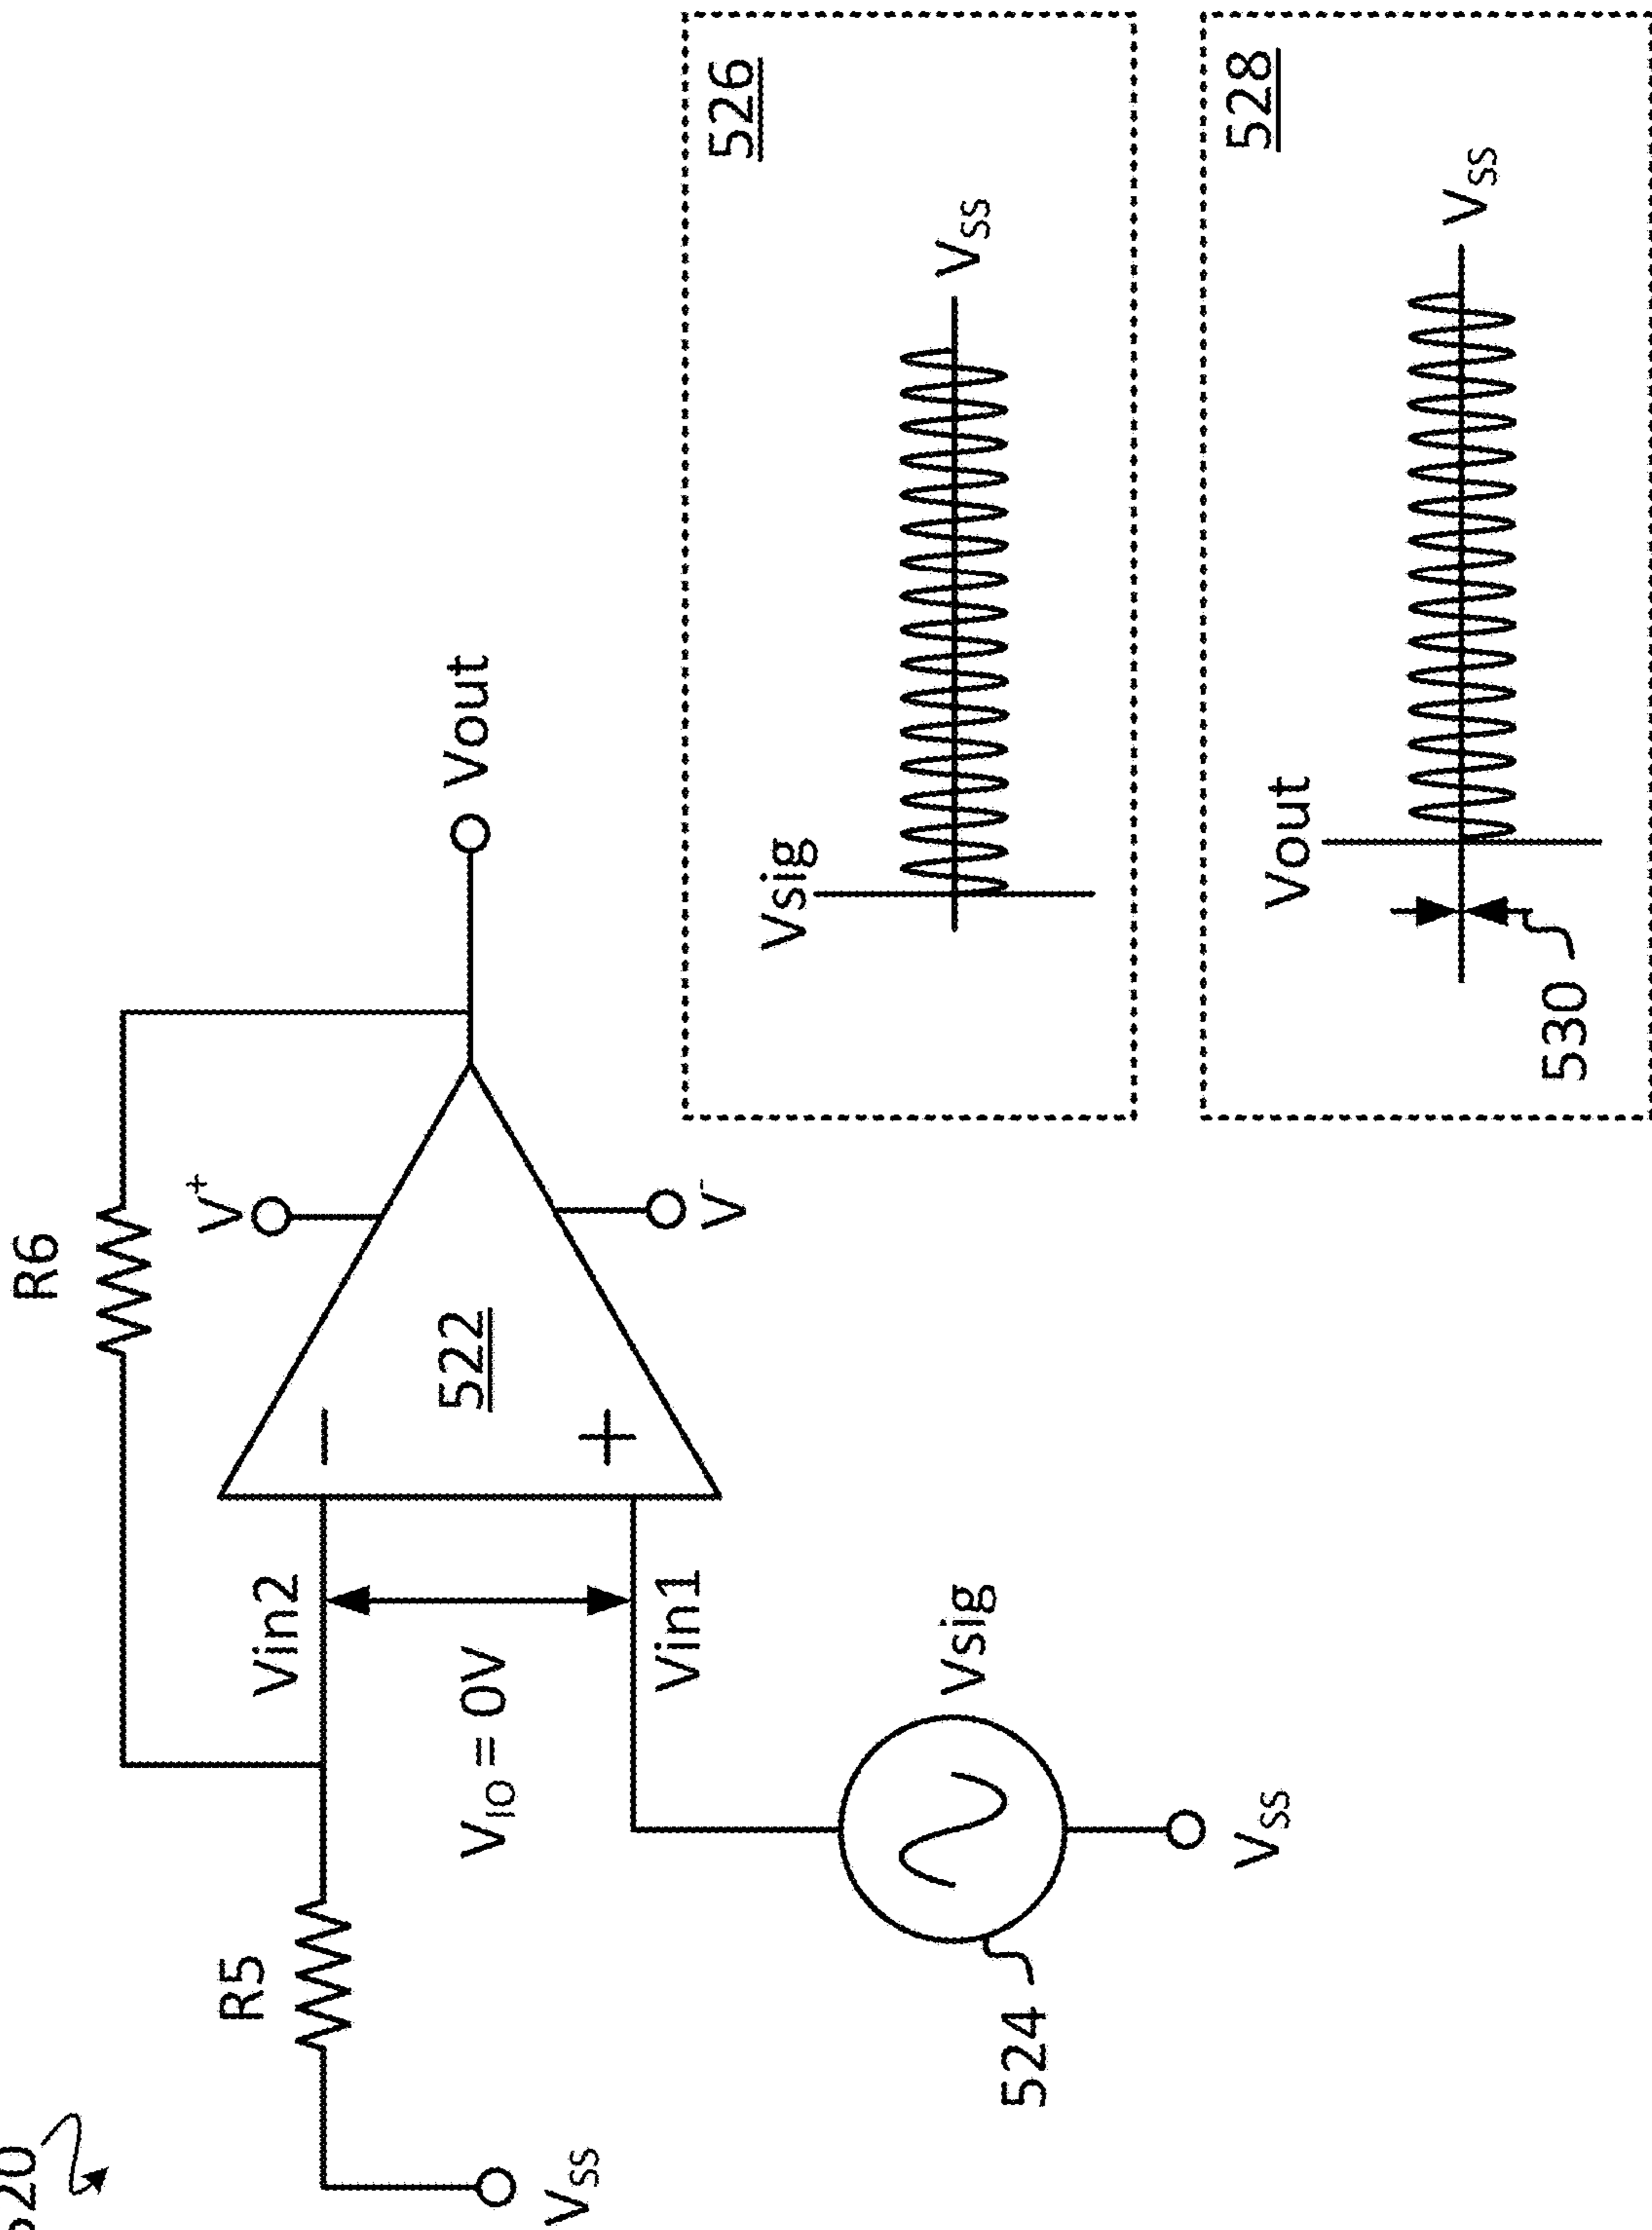 R6
V+
522
−
+
V-
Vout
Vin2
VIO = 0V
Vin1
R5
VSS
Vsig
524
VSS
526
Vsig
VSS
528
Vout
VSS
530